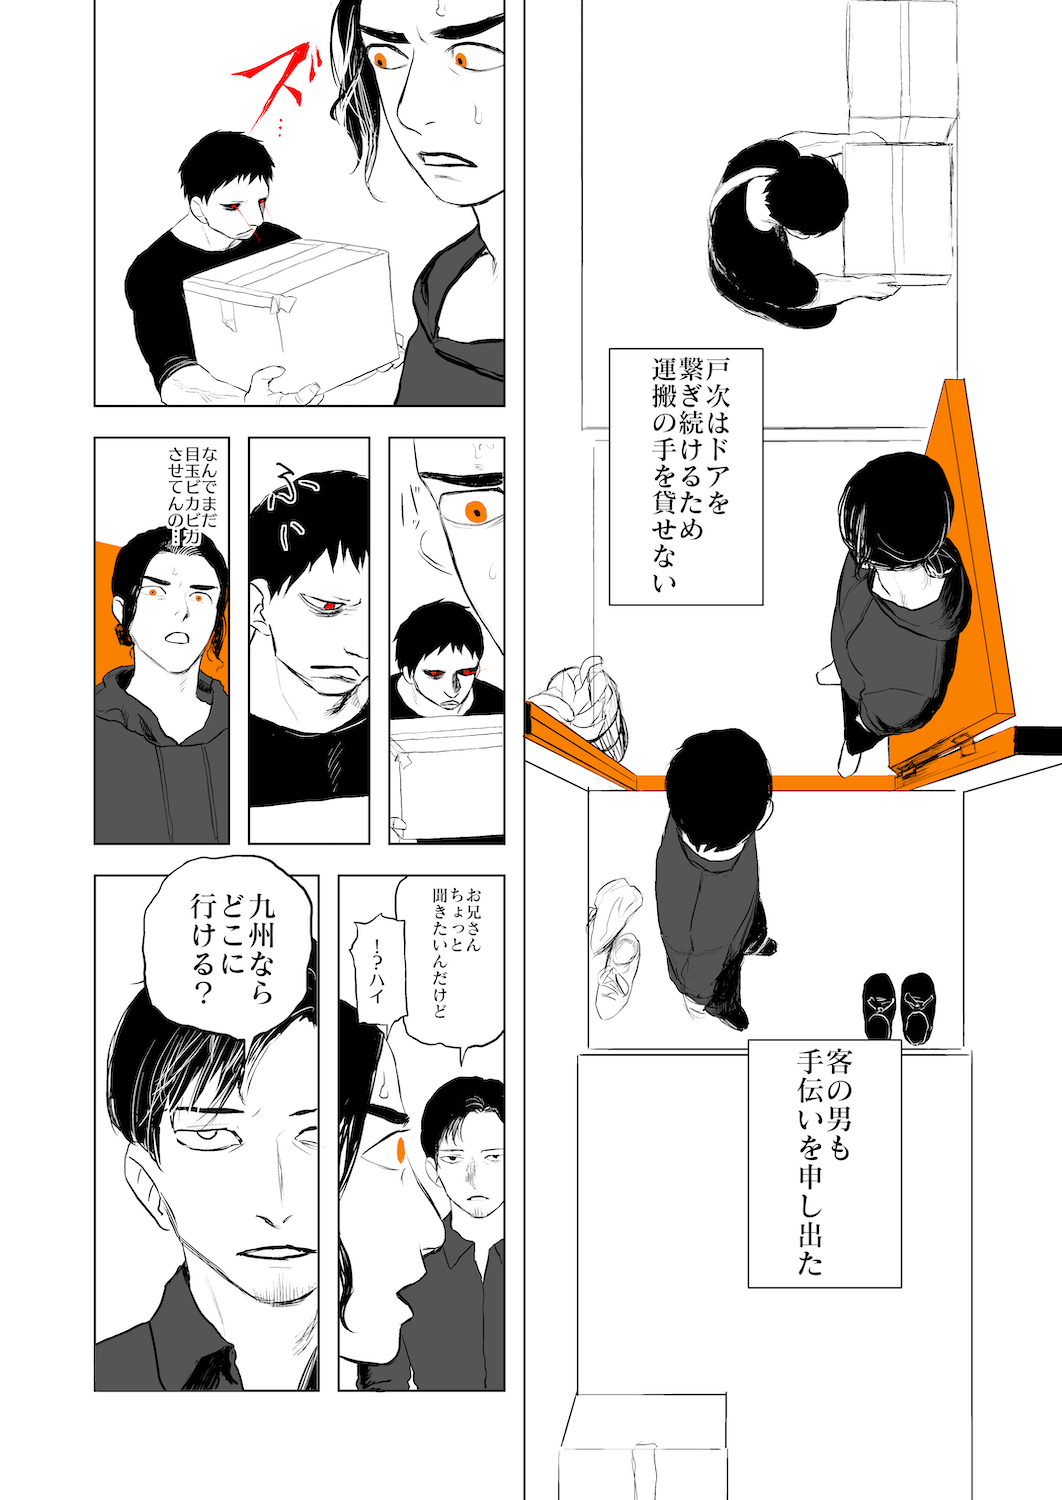 戸次はドアを
繋ぎ続けるため
運搬の手を貸せない
客の男も
手伝いを申し出た
ズ…
ふい
なんでまだ
目玉ビカビカ
させてんの…
お兄さん
ちょっと
聞きたいんだけど
!?ハイ
九州なら
どこに
行ける?